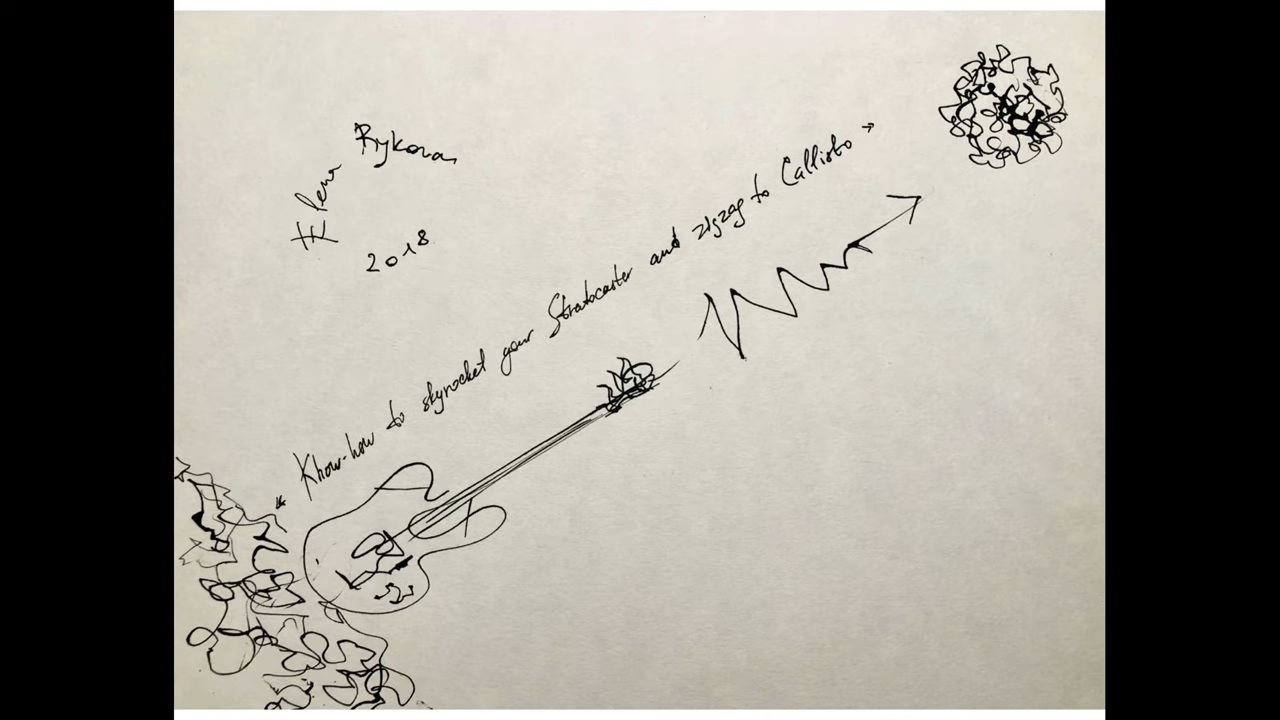 Elena
Rykova
2018
"Know-how to skyrocket your Stratocaster and zigzag to Callisto"